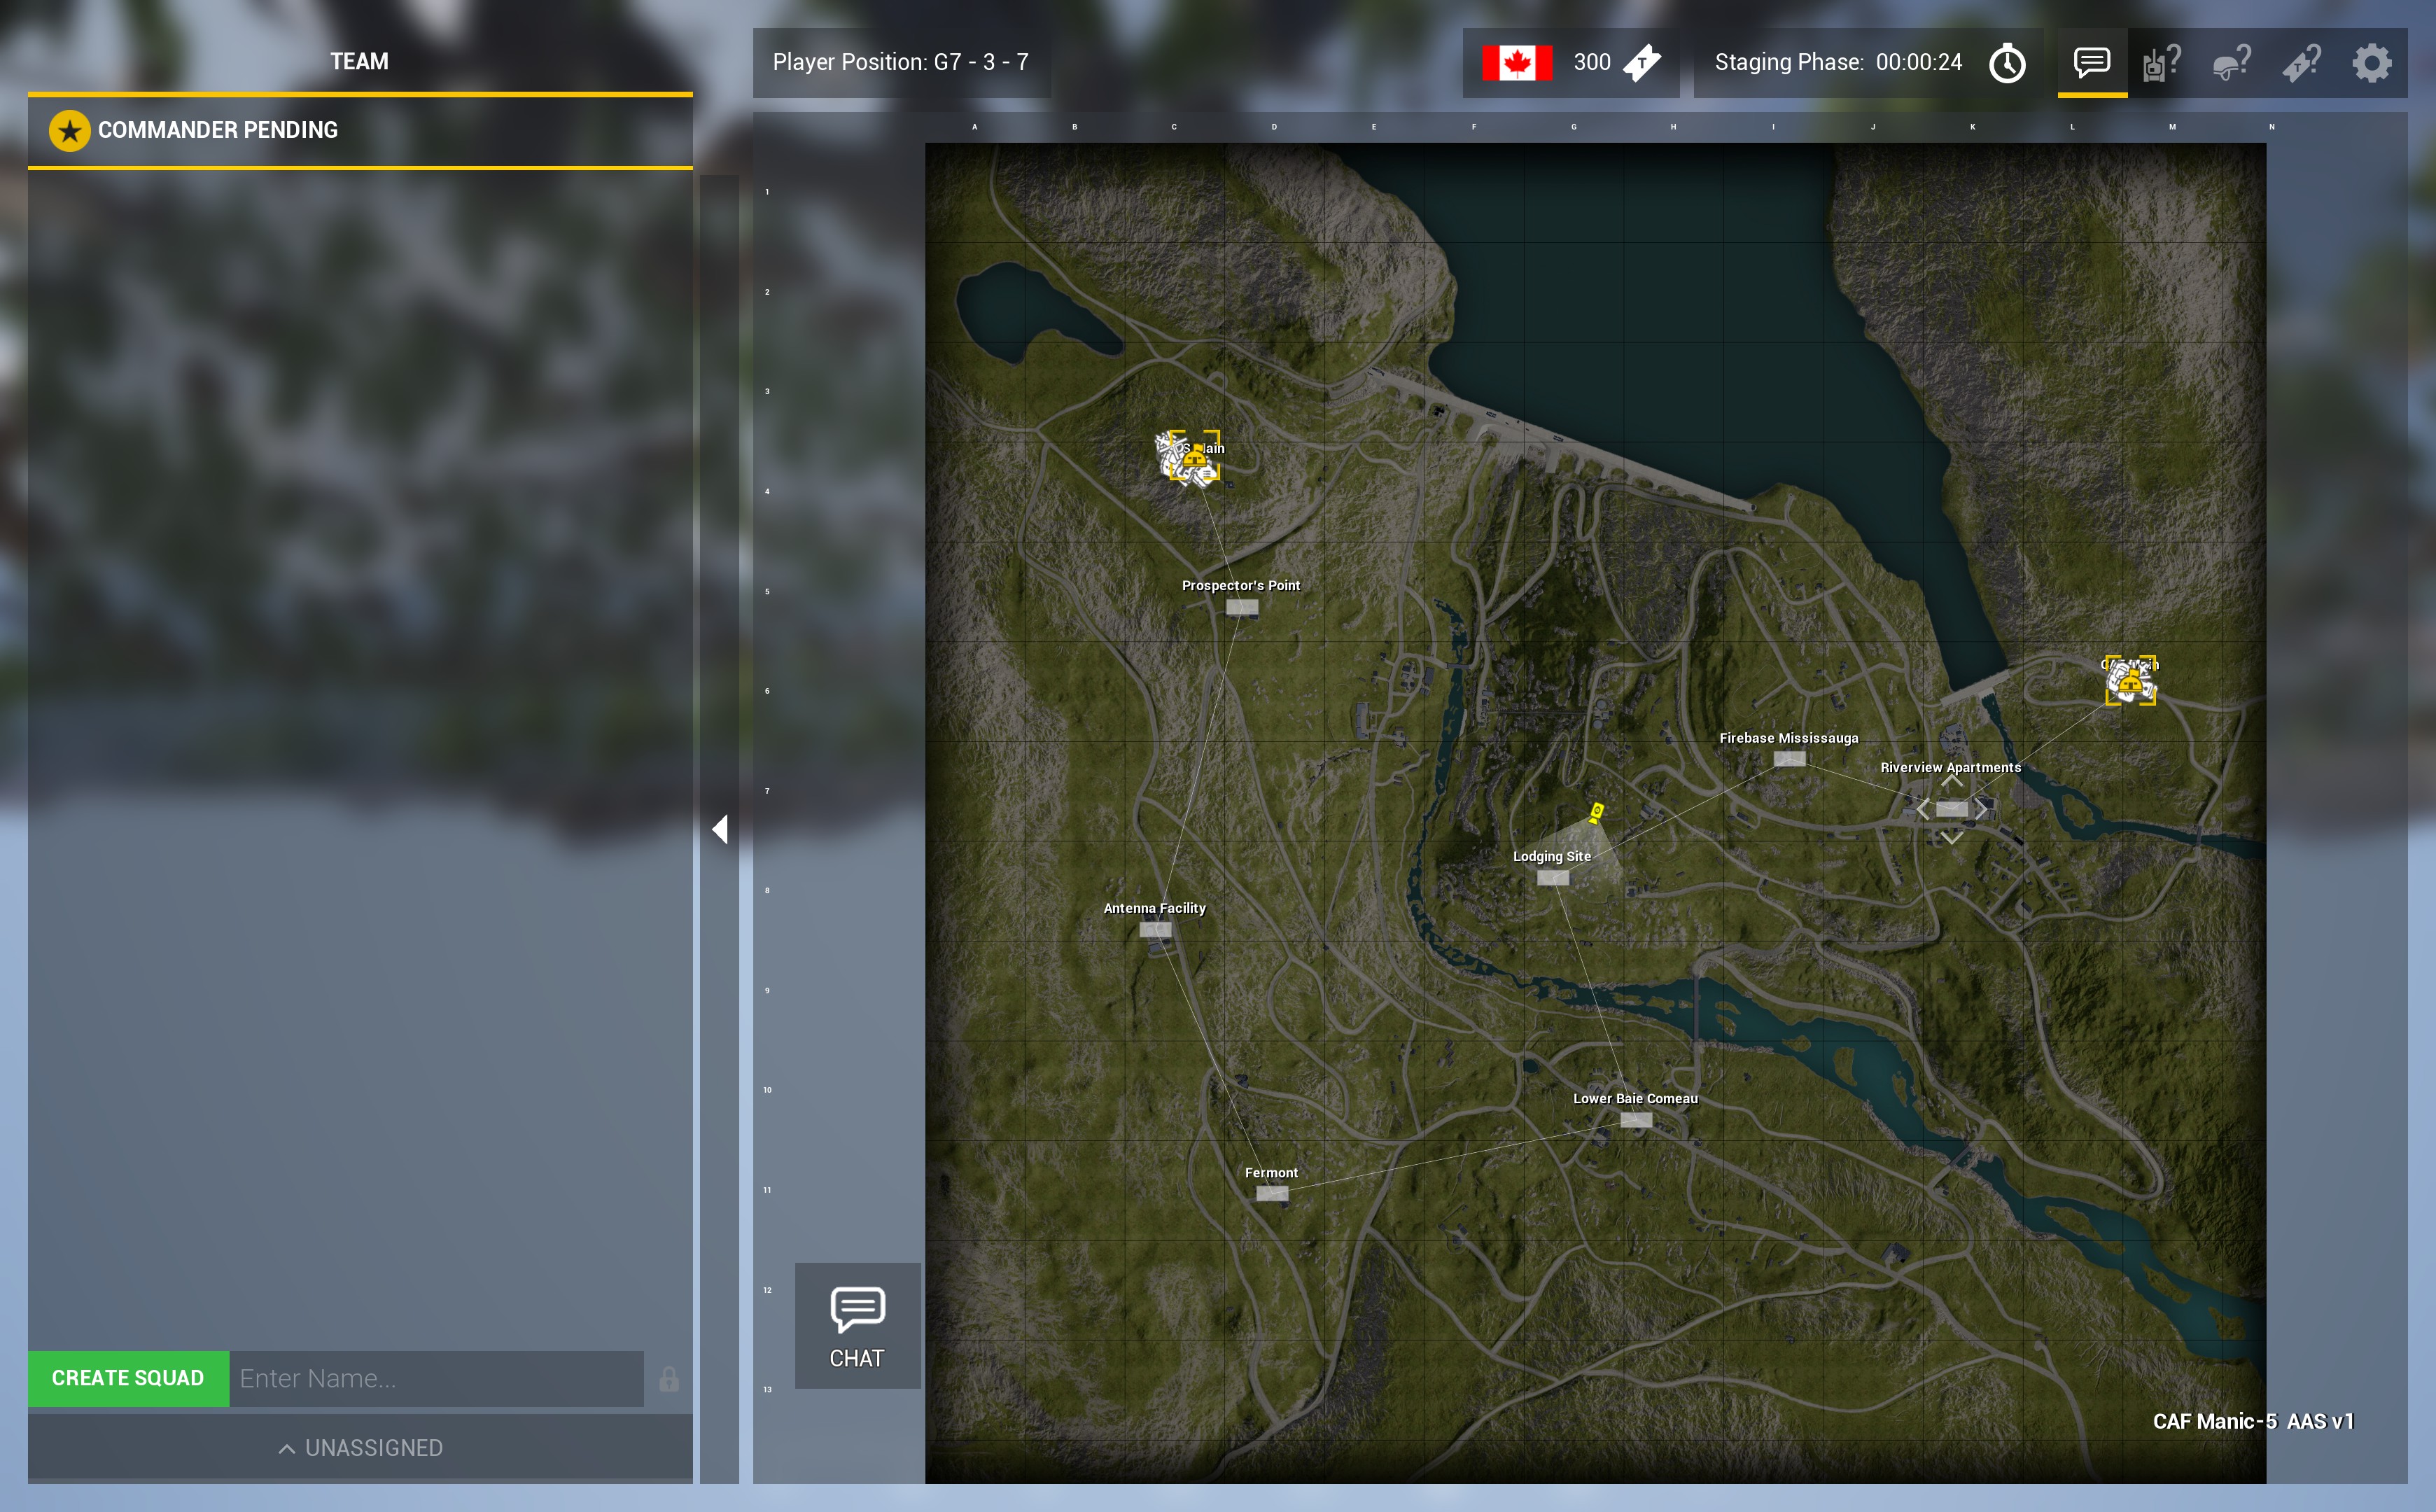 TEAM
Player Position: G7 - 3 - 7
300
T
Staging Phase: 00:00:24
COMMANDER PENDING
A B C D E F G H I J K L M N
1
2
3
4
Prospector's Point
5
6
Firebase Mississauga
Riverview Apartments
7
Lodging Site
8
Antenna Facility
9
10
Lower Baie Comeau
Fermont
11
12
CHAT
13
CREATE SQUAD
Enter Name...
UNASSIGNED
CAF Manic-5 AAS v1